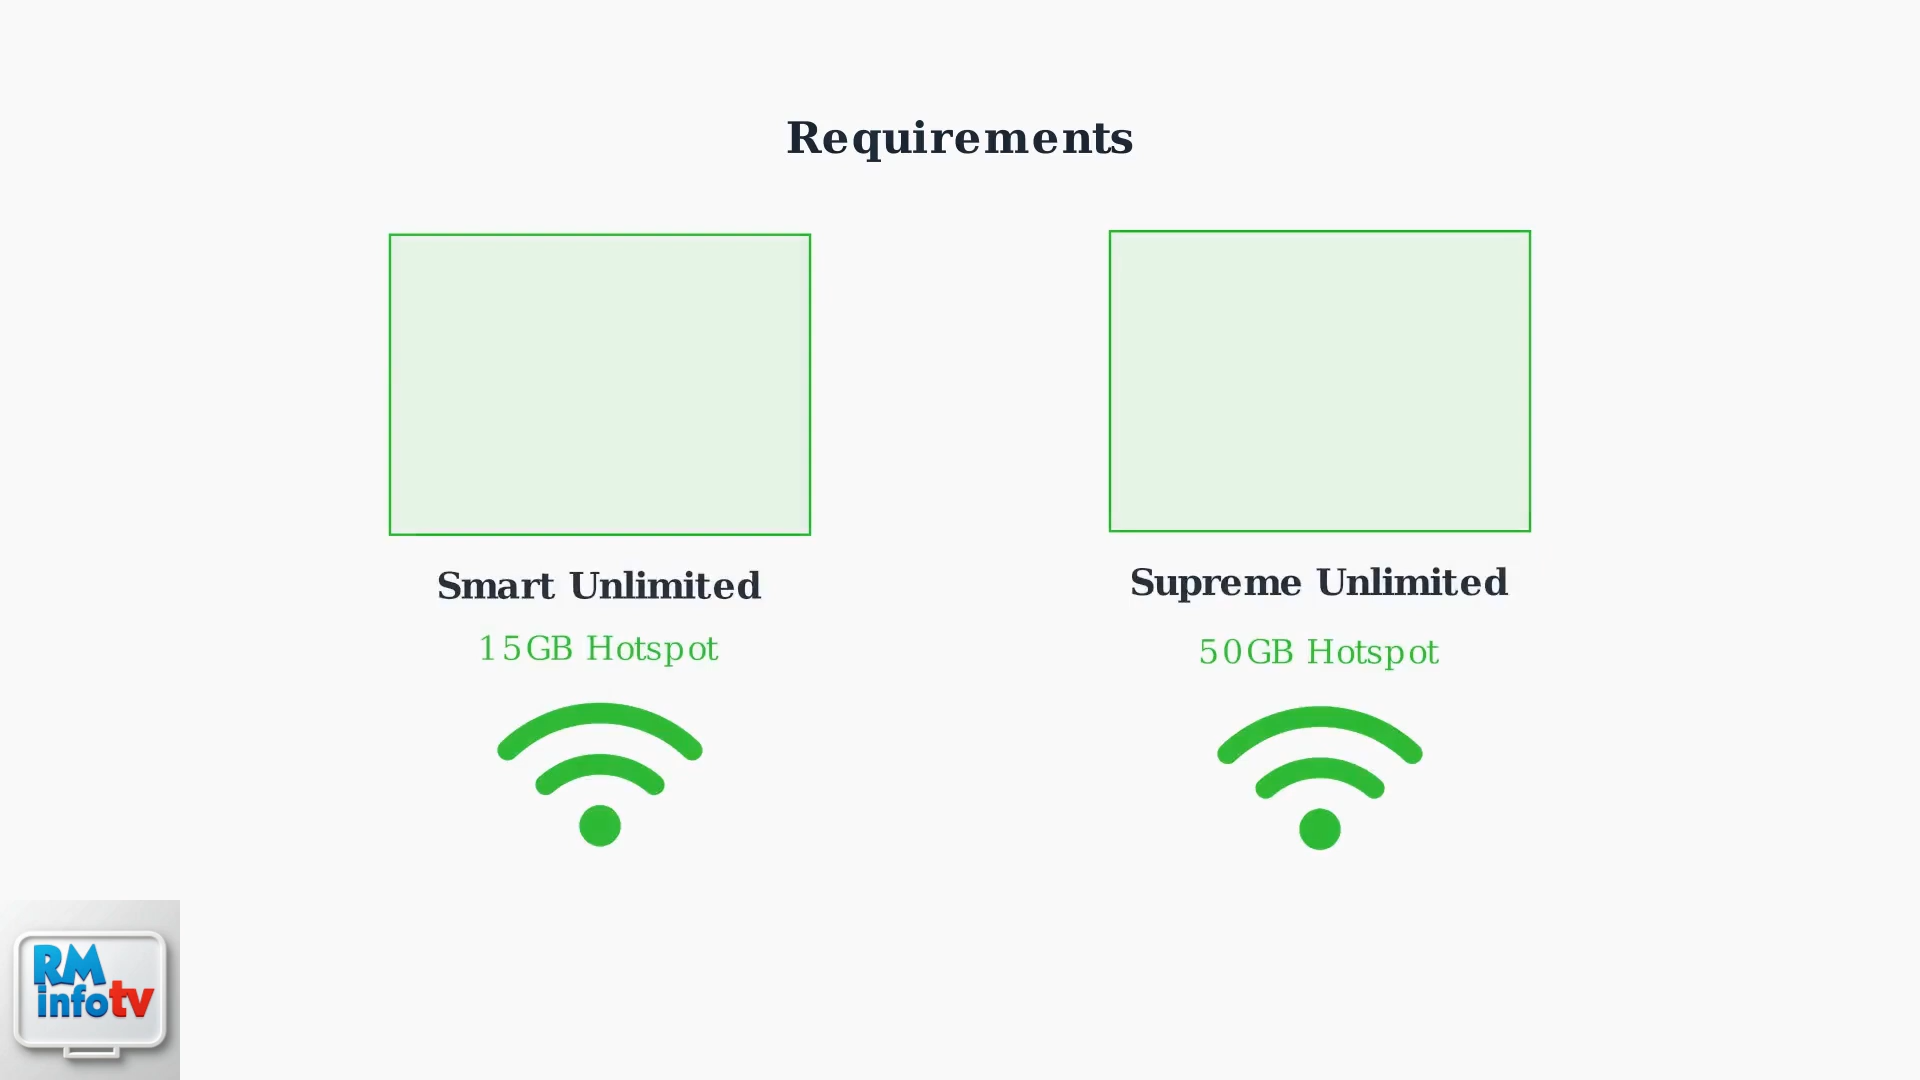 Requirements
Smart Unlimited
15GB Hotspot
Supreme Unlimited
50GB Hotspot
RM
infotv